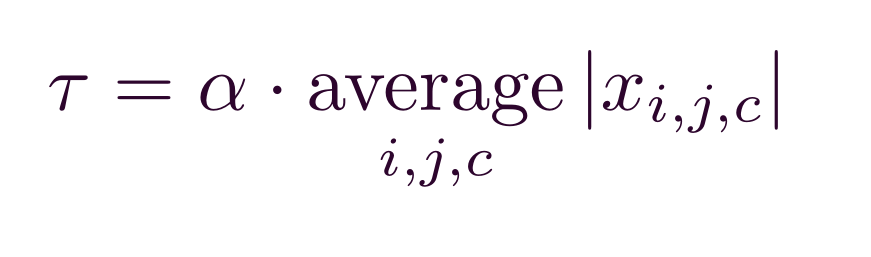 τ = α · average |x_{i,j,c}|
i,j,c